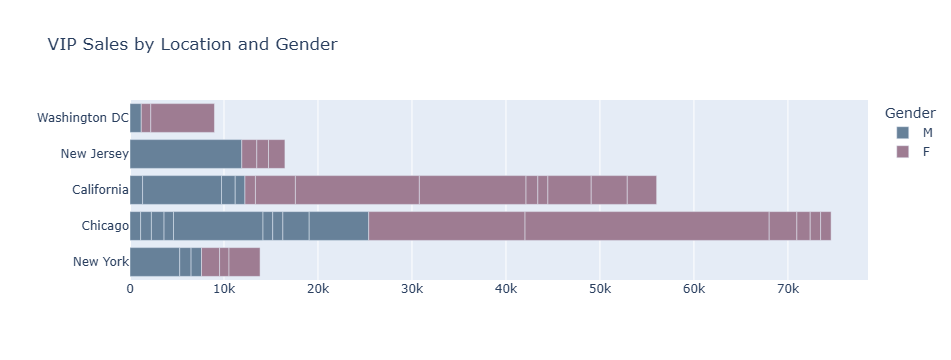 VIP Sales by Location and Gender
Gender
M
F
Washington DC
New Jersey
California
Chicago
New York
0 10k 20k 30k 40k 50k 60k 70k